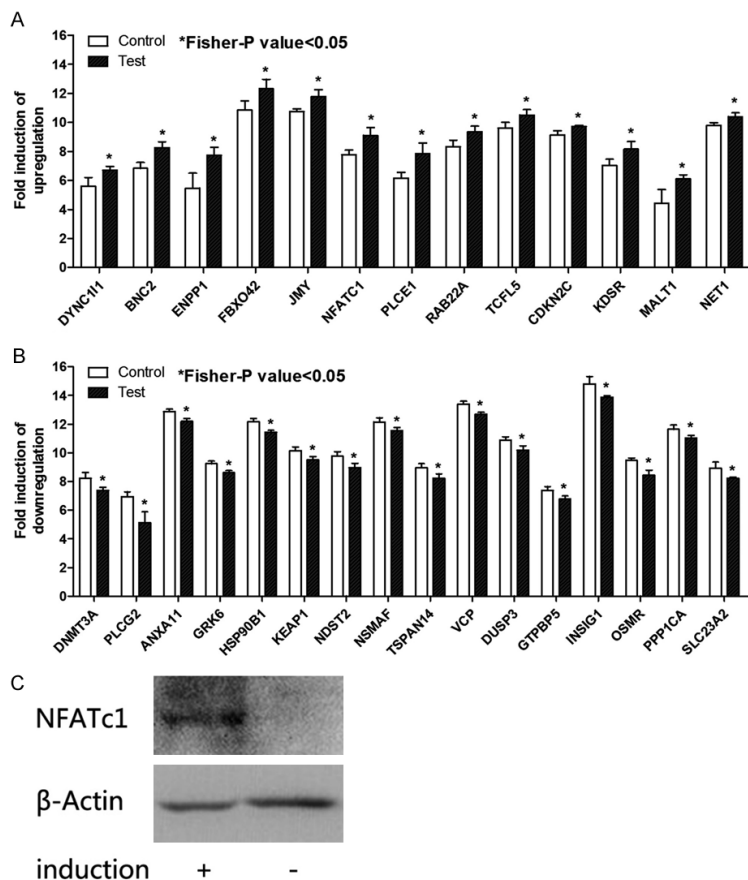 A
Control
Test
*Fisher-P value<0.05
Fold induction of
upregulation
16
14
12
10
8
6
4
2
0
* * * * * * * * * * * * *
DYNC1I1 BNC2 ENPP1 FBXO42 JMY NFATC1 PLCE1 RAB22A TCFL5 CDKN2C KDSR MALT1 NET1
B
Control
Test
*Fisher-P value<0.05
Fold induction of
downregulation
16
14
12
10
8
6
4
2
0
* * * * * * * * * * * * * * * *
DNMT3A PLCG2 ANXA11 GRK6 HSP90B1 KEAP1 NDST2 NSMAF TSPAN14 VCP DUSP3 GTPBP5 INSIG1 OSMR PPP1CA SLC23A2
C
NFATc1
β-Actin
induction + -